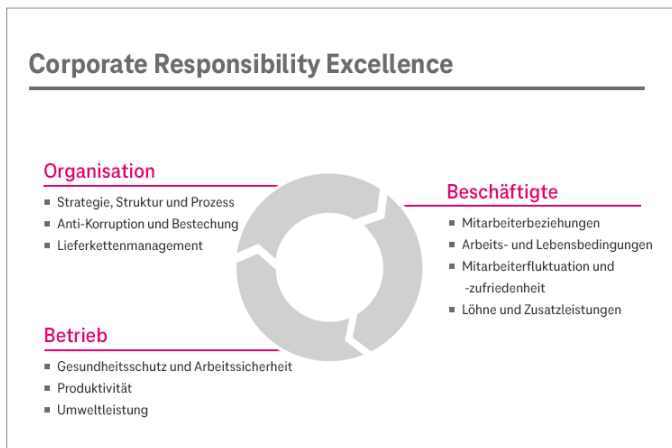 Corporate Responsibility Excellence
Organisation
Strategie, Struktur und Prozess
Anti-Korruption und Bestechung
Lieferkettenmanagement
Beschäftigte
Mitarbeiterbeziehungen
Arbeits- und Lebensbedingungen
Mitarbeiterfluktuation und
-zufriedenheit
Löhne und Zusatzleistungen
Betrieb
Gesundheitsschutz und Arbeitssicherheit
Produktivität
Umweltleistung